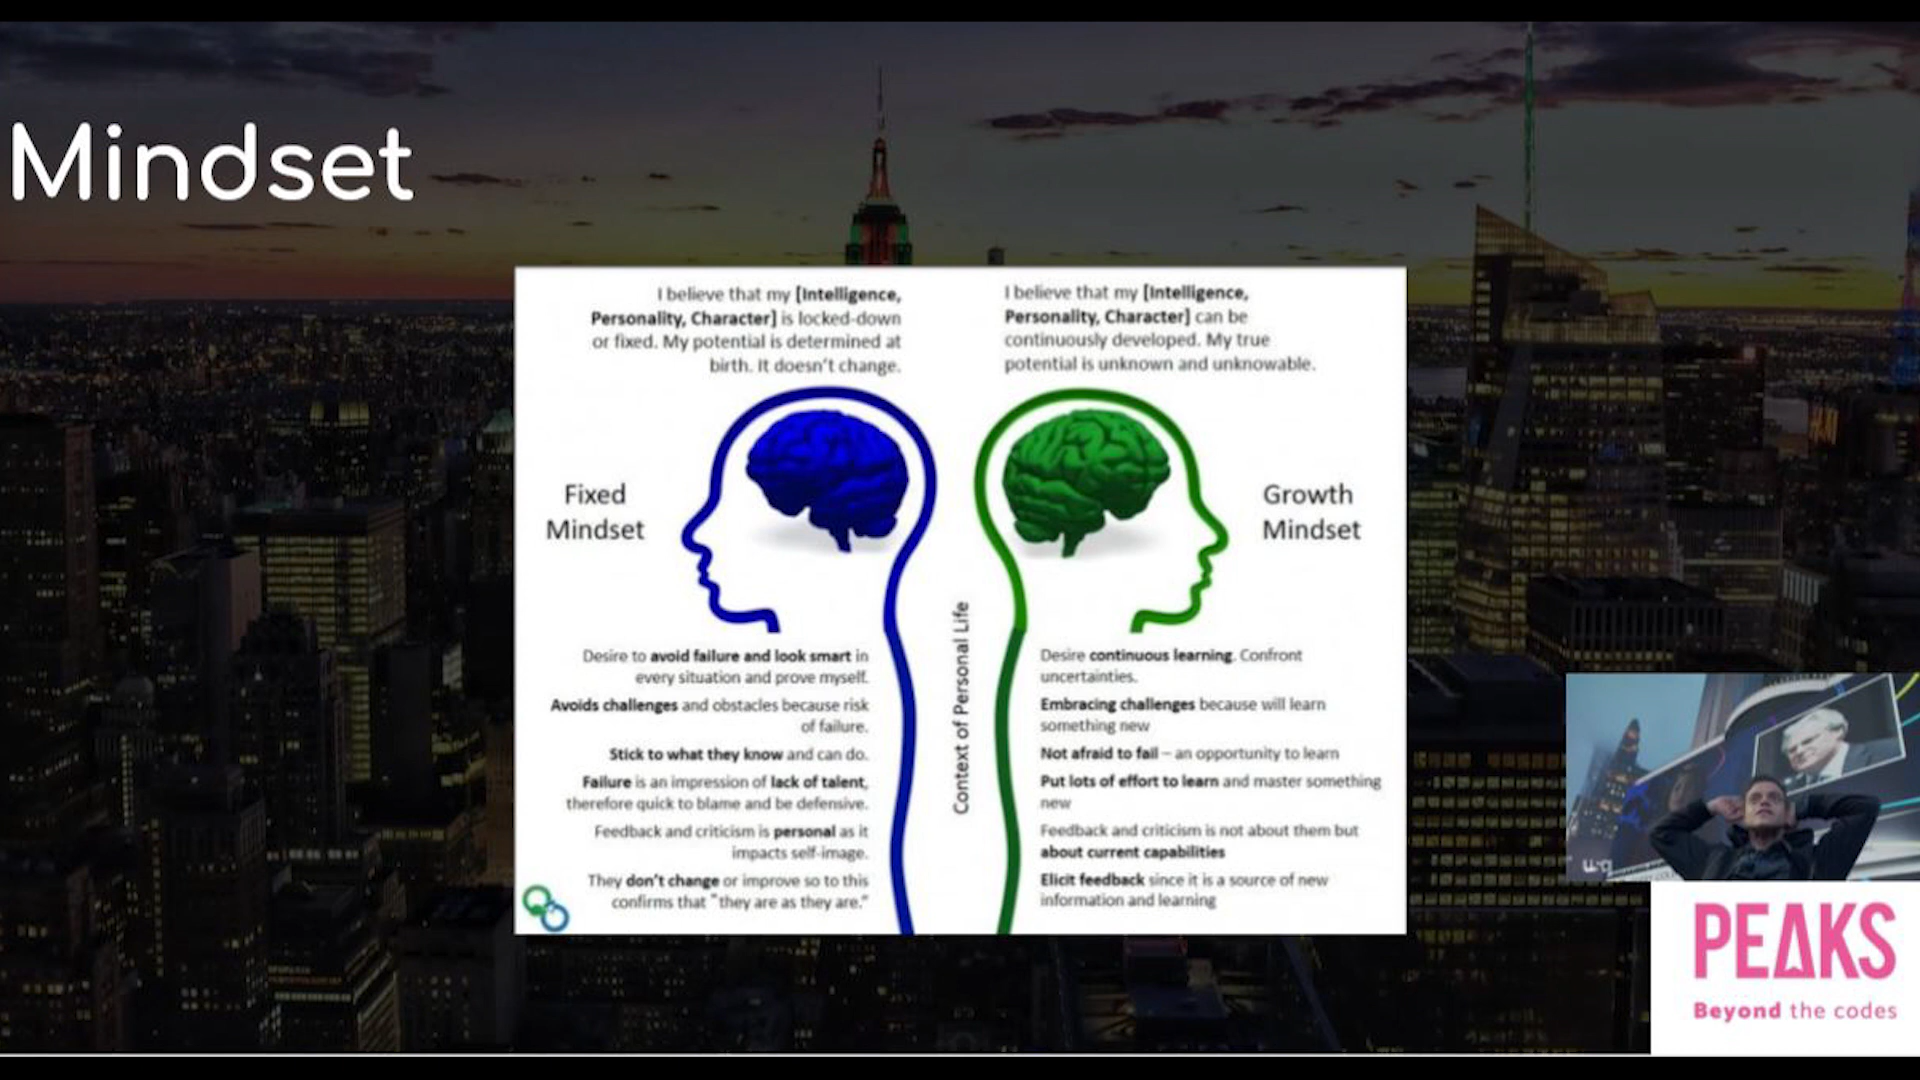 Mindset
I believe that my [Intelligence,
Personality, Character] is locked-down
or fixed. My potential is determined at
birth. It doesn't change.
I believe that my [Intelligence,
Personality, Character] can be
continuously developed. My true
potential is unknown and unknowable.
Fixed
Mindset
Growth
Mindset
Context of Personal Life
Desire to avoid failure and look smart in
every situation and prove myself.
Avoids challenges and obstacles because risk
of failure.
Stick to what they know and can do.
Failure is an impression of lack of talent,
therefore quick to blame and be defensive.
Feedback and criticism is personal as it
impacts self-image.
They don't change or improve so to this
confirms that "they are as they are."
Desire continuous learning. Confront
uncertainties.
Embracing challenges because will learn
something new
Not afraid to fail – an opportunity to learn
Put lots of effort to learn and master something
new
Feedback and criticism is not about them but
about current capabilities
Elicit feedback since it is a source of new
information and learning
PEAKS
Beyond the codes